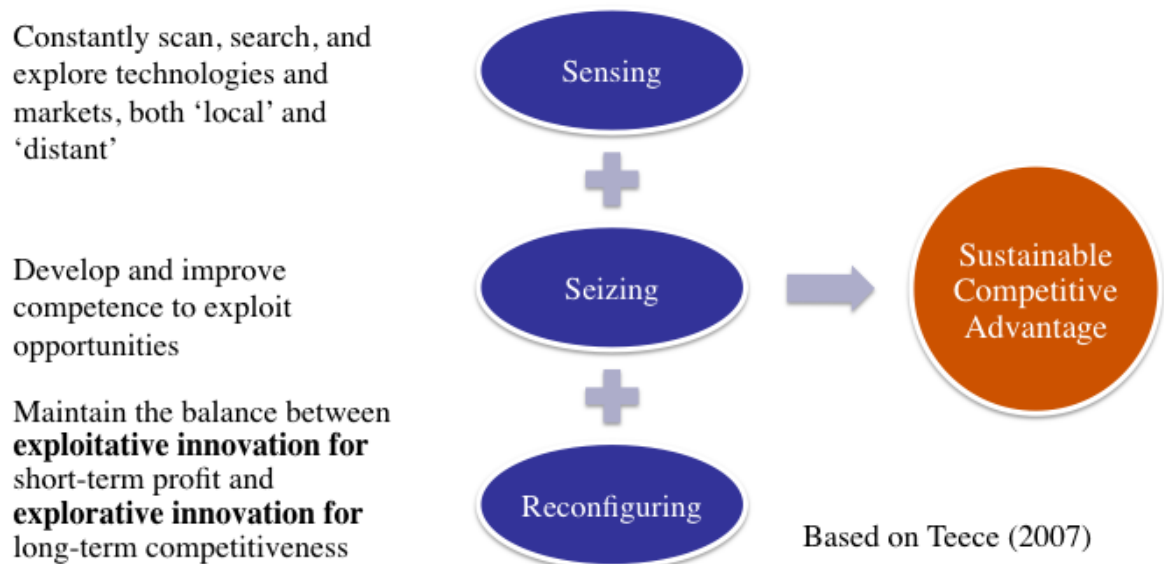 Constantly scan, search, and
explore technologies and
markets, both ‘local’ and
‘distant’
Sensing
Develop and improve
competence to exploit
opportunities
Seizing
Sustainable
Competitive
Advantage
Maintain the balance between
exploitative innovation for
short-term profit and
explorative innovation for
long-term competitiveness
Reconfiguring
Based on Teece (2007)